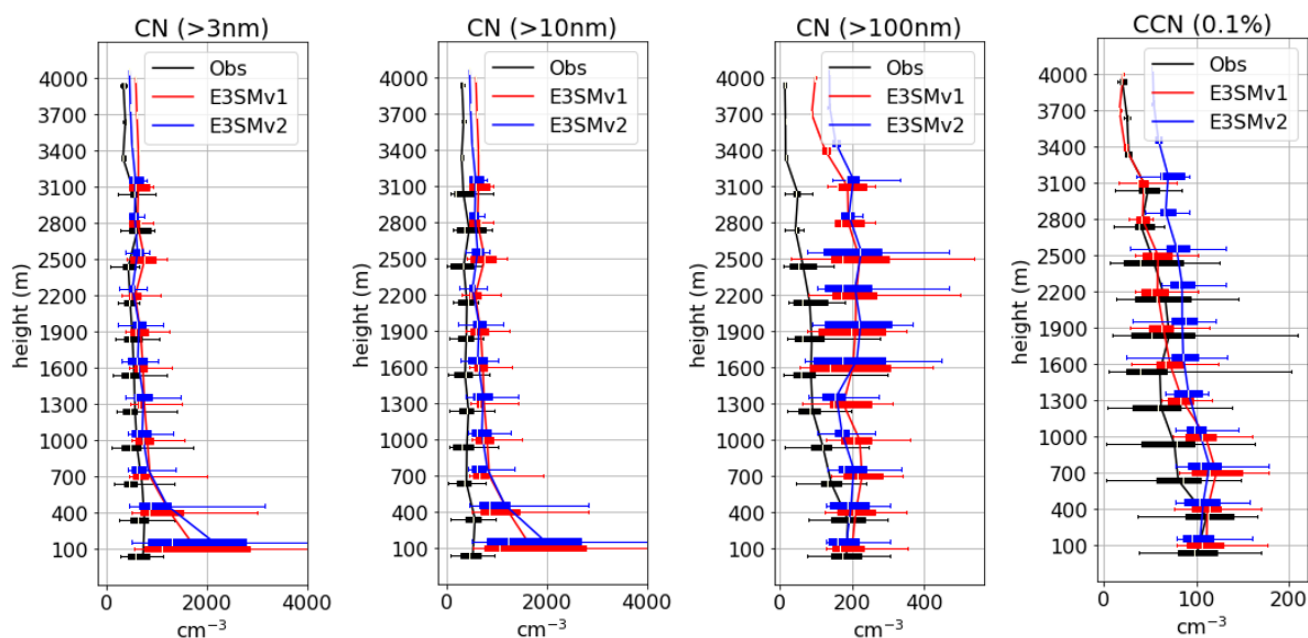 CN (>3nm)
Obs
E3SMv1
E3SMv2
height (m)
4000
3700
3400
3100
2800
2500
2200
1900
1600
1300
1000
700
400
100
0 2000 4000
cm⁻³
CN (>10nm)
Obs
E3SMv1
E3SMv2
height (m)
4000
3700
3400
3100
2800
2500
2200
1900
1600
1300
1000
700
400
100
0 2000 4000
cm⁻³
CN (>100nm)
Obs
E3SMv1
E3SMv2
height (m)
4000
3700
3400
3100
2800
2500
2200
1900
1600
1300
1000
700
400
100
0 200 400
cm⁻³
CCN (0.1%)
Obs
E3SMv1
E3SMv2
height (m)
4000
3700
3400
3100
2800
2500
2200
1900
1600
1300
1000
700
400
100
0 100 200
cm⁻³